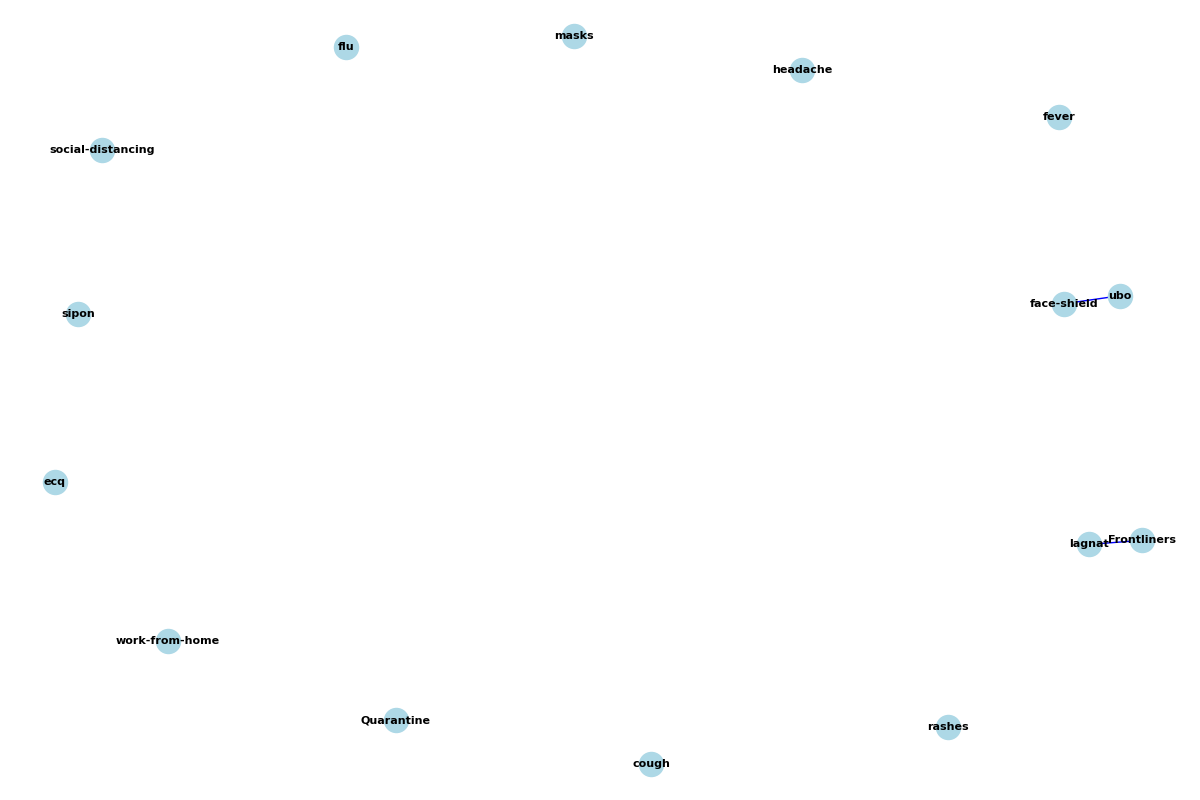 masks
flu
headache
fever
social-distancing
ubo
face-shield
sipon
ecq
Frontliners
lagnat
work-from-home
Quarantine
rashes
cough